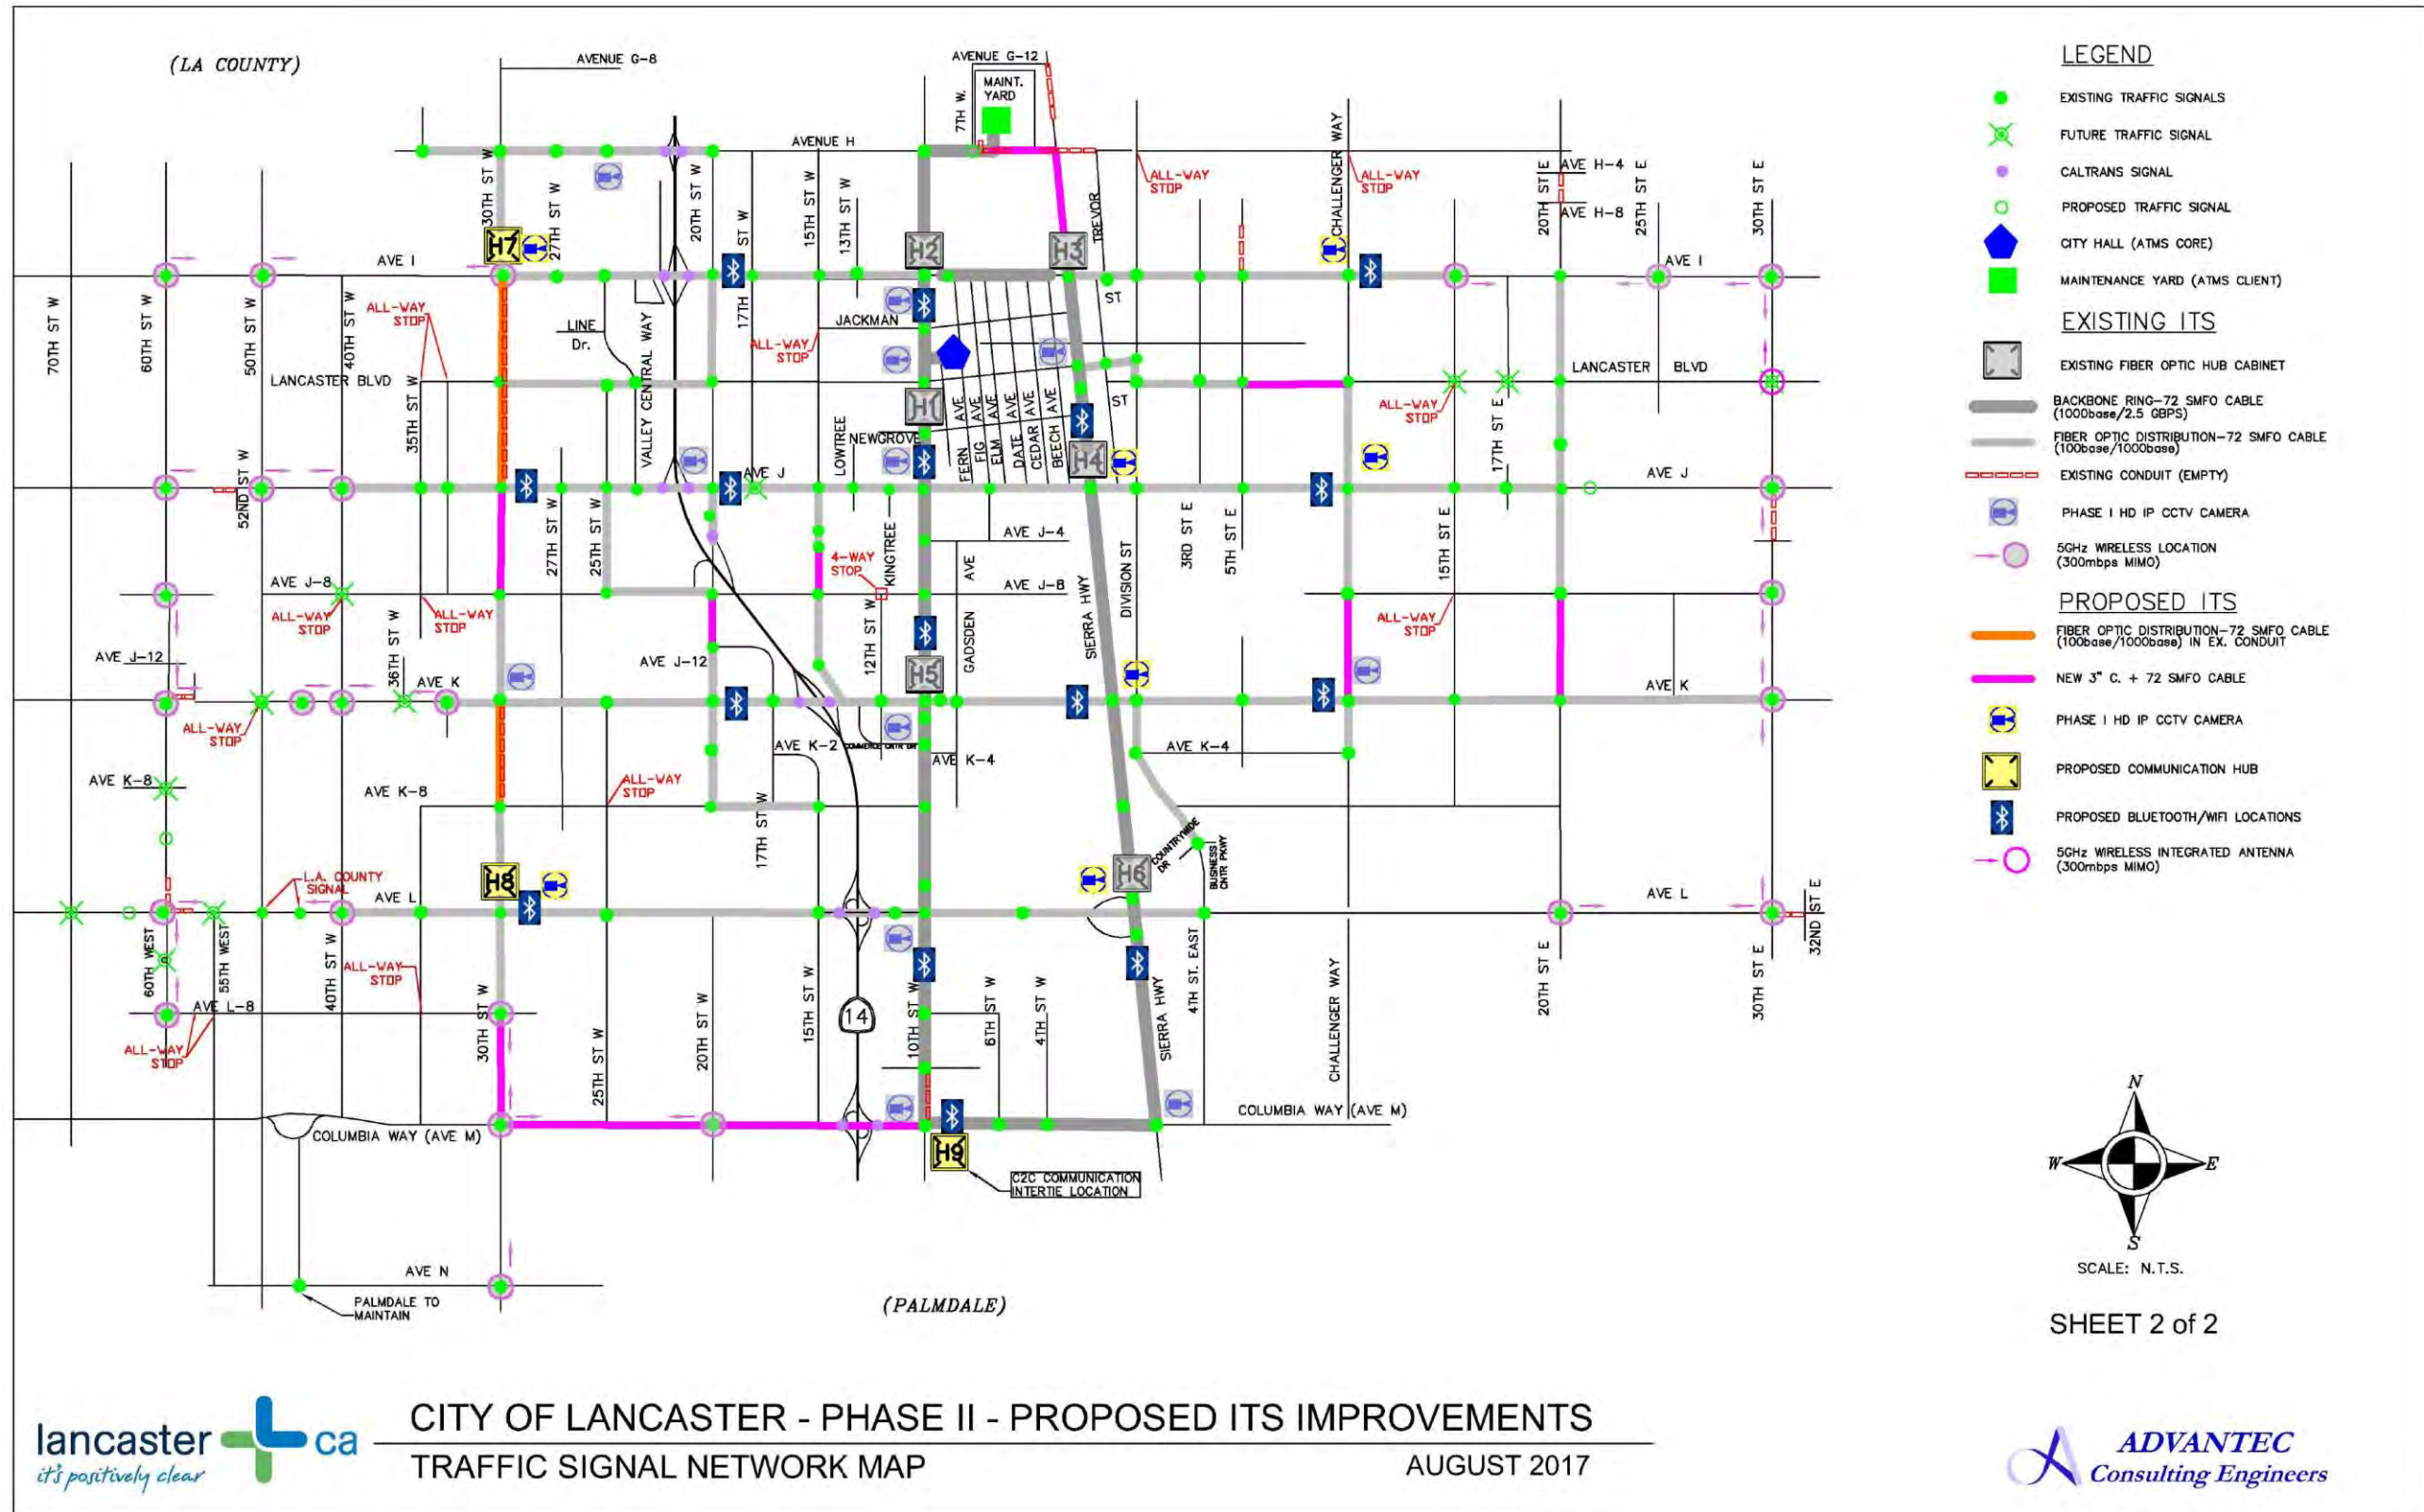 (LA COUNTY)
AVENUE G-8
AVENUE G-12
MAINT.
YARD
7TH W.
AVENUE H
30TH ST W
27TH ST W
20TH ST W
17TH ST W
15TH ST W
13TH ST W
TREVOR
ST
CHALLENGER WAY
ALL-WAY
STOP
ALL-WAY
STOP
20TH ST E
AVE H-4
AVE H-8
25TH ST E
30TH ST E
H7
H2
H3
AVE I
AVE I
70TH ST W
60TH ST W
50TH ST W
40TH ST W
ALL-WAY
STOP
LINE
Dr.
VALLEY CENTRAL WAY
JACKMAN
ALL-WAY
STOP
LANCASTER BLVD
LANCASTER BLVD
35TH ST W
H1
FERN AVE
FIG AVE
ELM AVE
DATE AVE
CEDAR AVE
BEECH AVE
ST
NEWGROVE
LOWTREE
H4
ALL-WAY
STOP
17TH ST E
AVE J
AVE J
52ND ST W
27TH ST W
25TH ST W
KINGTREE
4-WAY
STOP
AVE J-4
AVE J-8
AVE J-8
GADSDEN AVE
SIERRA HWY
DIVISION ST
3RD ST E
5TH ST E
15TH ST E
ALL-WAY
STOP
ALL-WAY
STOP
ALL-WAY
STOP
AVE J-12
AVE J-12
36TH ST W
12TH ST W
H5
AVE K
AVE K
ALL-WAY
STOP
AVE K-2
COMMERCE CNTR DR
AVE K-4
AVE K-4
AVE K-8
AVE K-8
ALL-WAY
STOP
17TH ST W
COUNTRYWIDE
DR
BUSINESS
CNTR PKWY
H8
H6
L.A. COUNTY
SIGNAL
AVE L
AVE L
32ND ST E
60TH WEST
55TH WEST
40TH ST W
ALL-WAY
STOP
30TH ST W
25TH ST W
20TH ST W
15TH ST W
14
10TH ST W
6TH ST W
4TH ST W
SIERRA HWY
4TH ST. EAST
CHALLENGER WAY
20TH ST E
30TH ST E
AVE L-8
ALL-WAY
STOP
COLUMBIA WAY (AVE M)
COLUMBIA WAY (AVE M)
H9
C2C COMMUNICATION
INTERTIE LOCATION
AVE N
PALMDALE TO
MAINTAIN
(PALMDALE)
LEGEND
EXISTING TRAFFIC SIGNALS
FUTURE TRAFFIC SIGNAL
CALTRANS SIGNAL
PROPOSED TRAFFIC SIGNAL
CITY HALL (ATMS CORE)
MAINTENANCE YARD (ATMS CLIENT)
EXISTING ITS
EXISTING FIBER OPTIC HUB CABINET
BACKBONE RING-72 SMFO CABLE
(1000base/2.5 GBPS)
FIBER OPTIC DISTRIBUTION-72 SMFO CABLE
(100base/1000base)
EXISTING CONDUIT (EMPTY)
PHASE I HD IP CCTV CAMERA
5GHz WIRELESS LOCATION
(300mbps MIMO)
PROPOSED ITS
FIBER OPTIC DISTRIBUTION-72 SMFO CABLE
(100base/1000base) IN EX. CONDUIT
NEW 3" C. + 72 SMFO CABLE
PHASE I HD IP CCTV CAMERA
PROPOSED COMMUNICATION HUB
PROPOSED BLUETOOTH/WIFI LOCATIONS
5GHz WIRELESS INTEGRATED ANTENNA
(300mbps MIMO)
N
W
E
S
SCALE: N.T.S.
SHEET 2 of 2
lancaster ca
it's positively clear
CITY OF LANCASTER - PHASE II - PROPOSED ITS IMPROVEMENTS
TRAFFIC SIGNAL NETWORK MAP
AUGUST 2017
ADVANTEC
Consulting Engineers